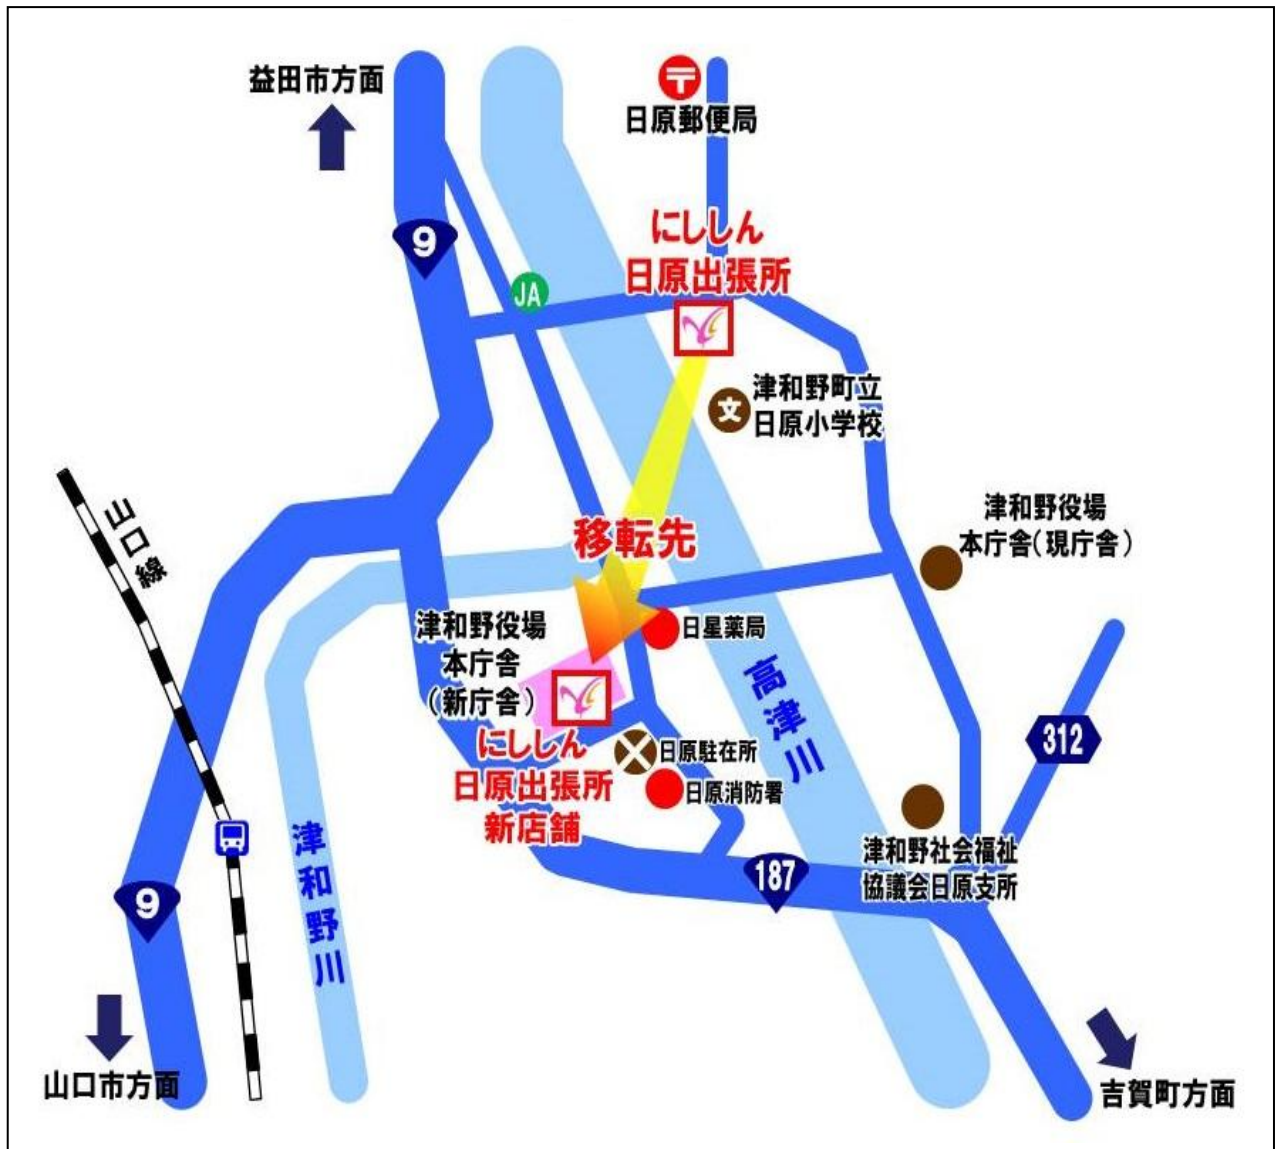 益田市方面
〒
日原郵便局
9
にししん
日原出張所
JA
文
津和野町立
日原小学校
山口線
移転先
津和野役場
本庁舎(現庁舎)
津和野役場
本庁舎
(新庁舎)
日星薬局
高津川
312
にししん
日原出張所
新店舗
日原駐在所
日原消防署
津和野川
187
津和野社会福祉
協議会日原支所
9
山口市方面
吉賀町方面